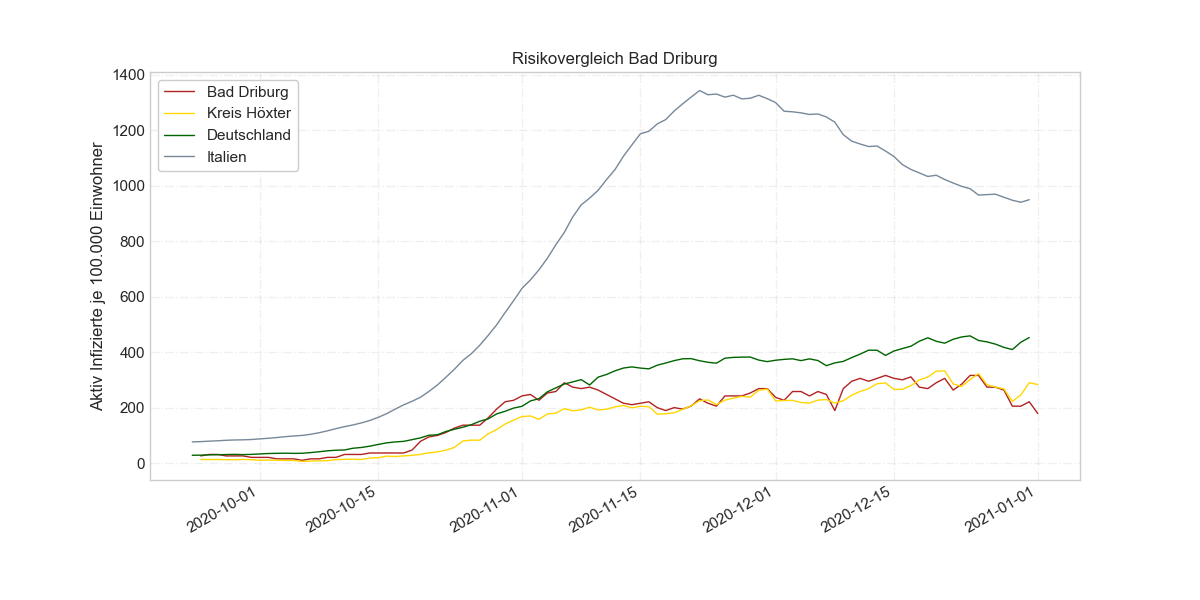 Risikovergleich Bad Driburg
Aktiv Infizierte je 100.000 Einwohner
1400
1200
1000
800
600
400
200
0
Bad Driburg
Kreis Höxter
Deutschland
Italien
2020-10-01
2020-10-15
2020-11-01
2020-11-15
2020-12-01
2020-12-15
2021-01-01